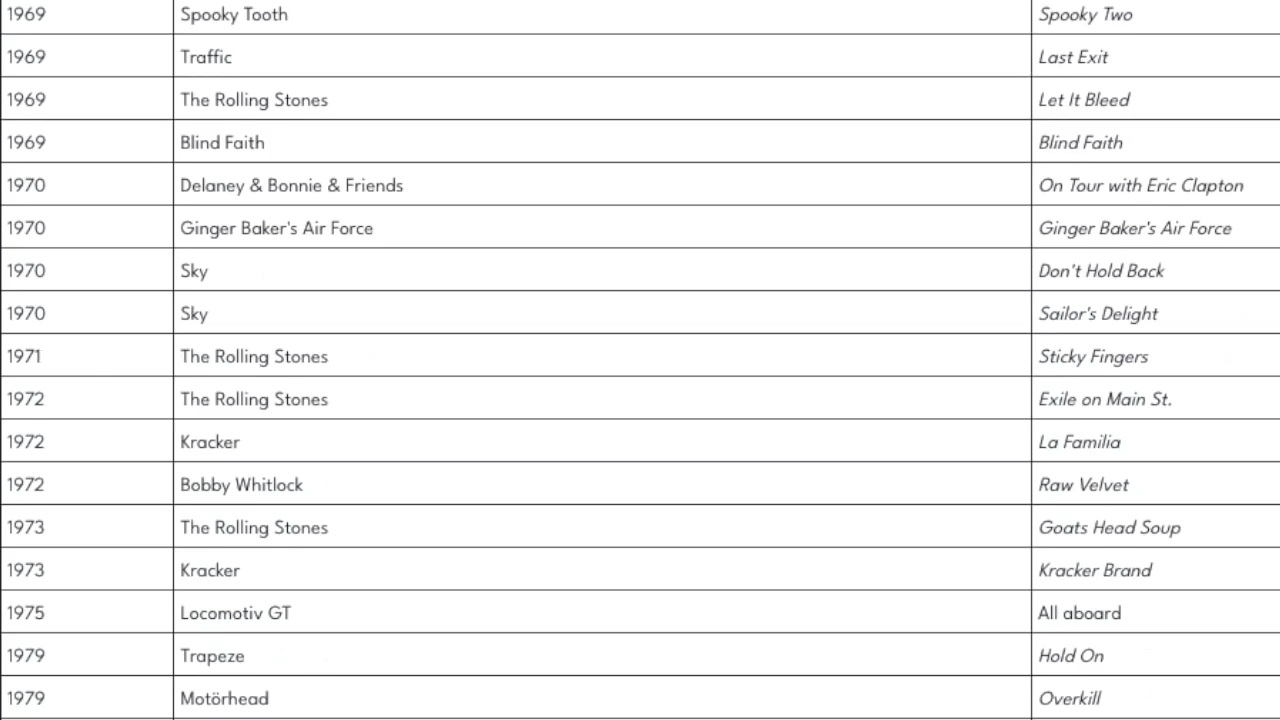 1969 Spooky Tooth Spooky Two
1969 Traffic Last Exit
1969 The Rolling Stones Let It Bleed
1969 Blind Faith Blind Faith
1970 Delaney & Bonnie & Friends On Tour with Eric Clapton
1970 Ginger Baker's Air Force Ginger Baker's Air Force
1970 Sky Don't Hold Back
1970 Sky Sailor's Delight
1971 The Rolling Stones Sticky Fingers
1972 The Rolling Stones Exile on Main St.
1972 Kracker La Familia
1972 Bobby Whitlock Raw Velvet
1973 The Rolling Stones Goats Head Soup
1973 Kracker Kracker Brand
1975 Locomotiv GT All aboard
1979 Trapeze Hold On
1979 Motörhead Overkill